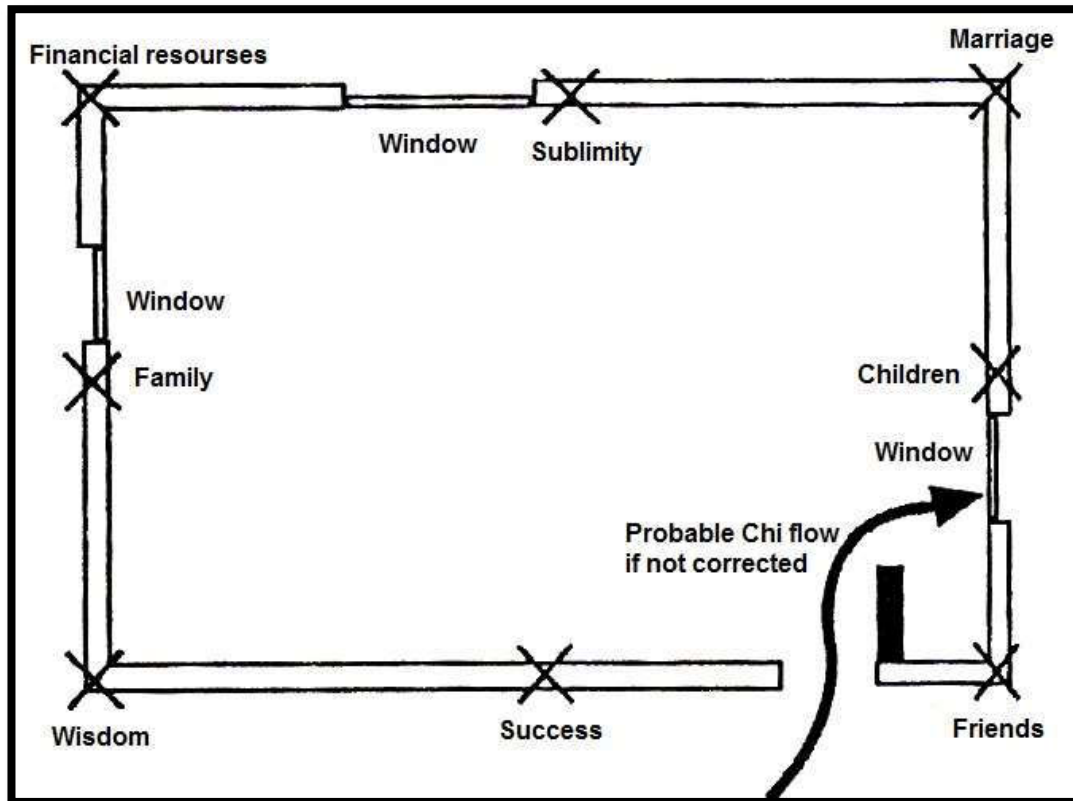 Marriage
Financial resourses
Window
Sublimity
Window
Family
Children
Window
Probable Chi flow
if not corrected
Wisdom
Success
Friends